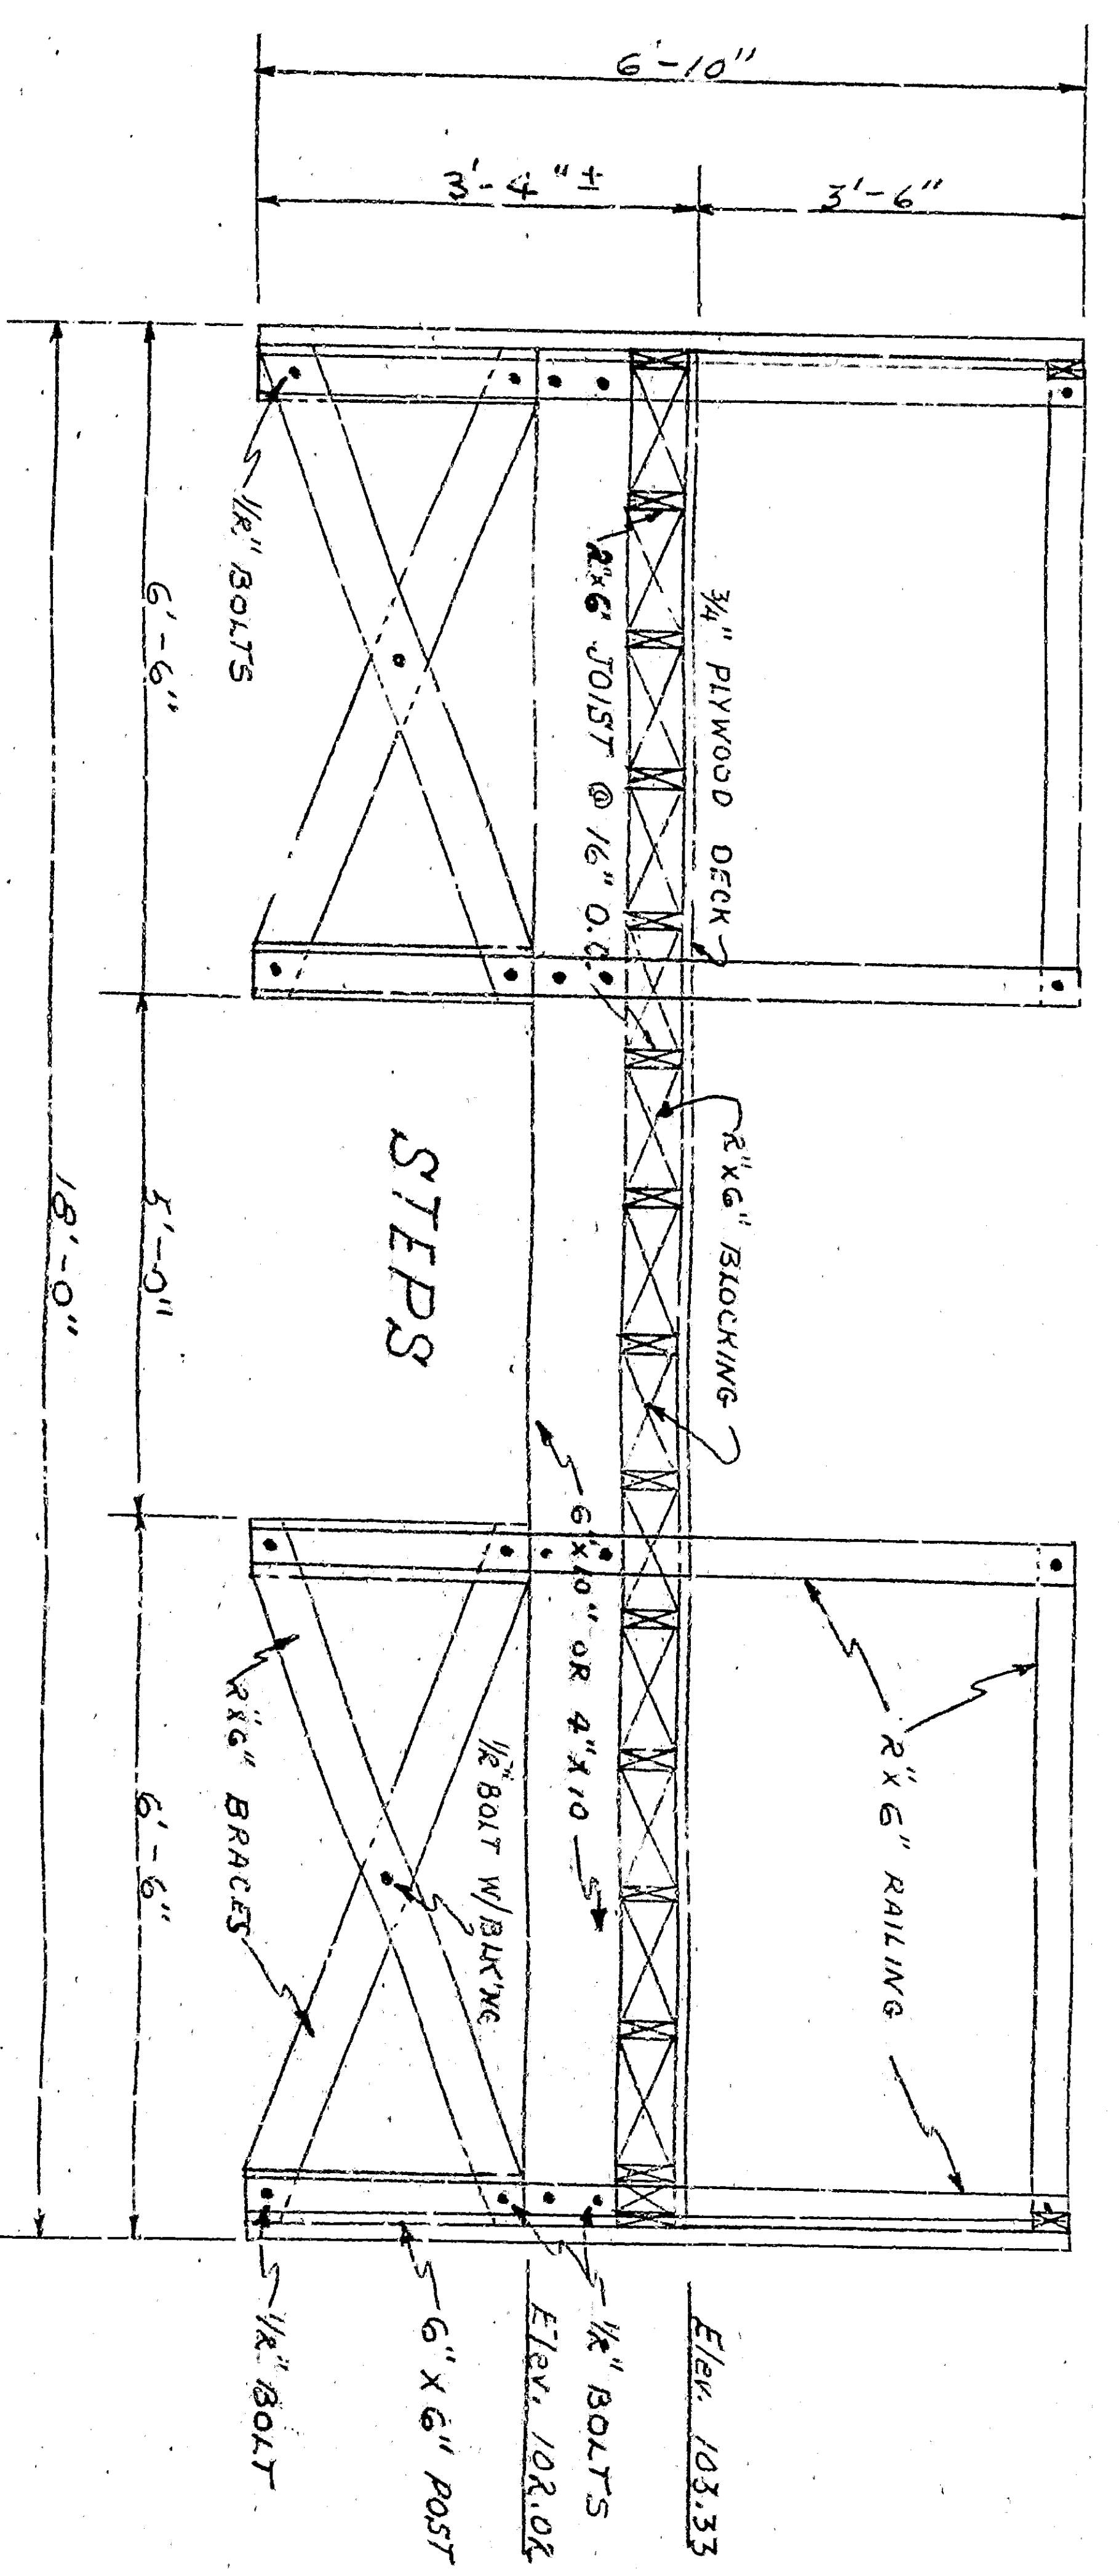 6'-10"
3'-6"
3'-4"±
2"x6" RAILING
3/4" PLYWOOD DECK
2"x6" BLOCKING
Elev. 103.33
2"x6" JOIST @ 16" O.C.
6"x10" OR 4"x10
1/2" BOLTS
Elev. 102.02
1/2" BOLT W/BLK'NG
STEPS
6"x6" POST
1/2" BOLTS
2"x6" BRACES
1/2" BOLT
6'-6"
5'-0"
6'-6"
18'-0"